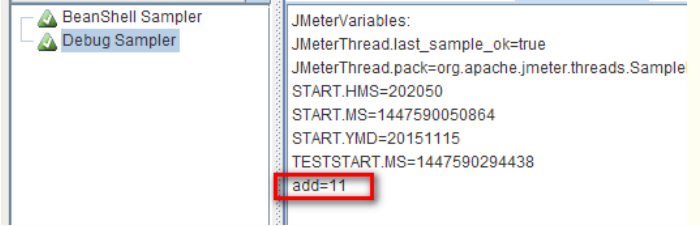 BeanShell Sampler
Debug Sampler
JMeterVariables:
JMeterThread.last_sample_ok=true
JMeterThread.pack=org.apache.jmeter.threads.Sample
START.HMS=202050
START.MS=1447590050864
START.YMD=20151115
TESTSTART.MS=1447590294438
add=11